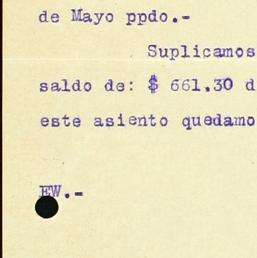 de Mayo ppdo.-
Suplicamos
saldo de: $ 661.30 d
este asiento quedamo
EW.-